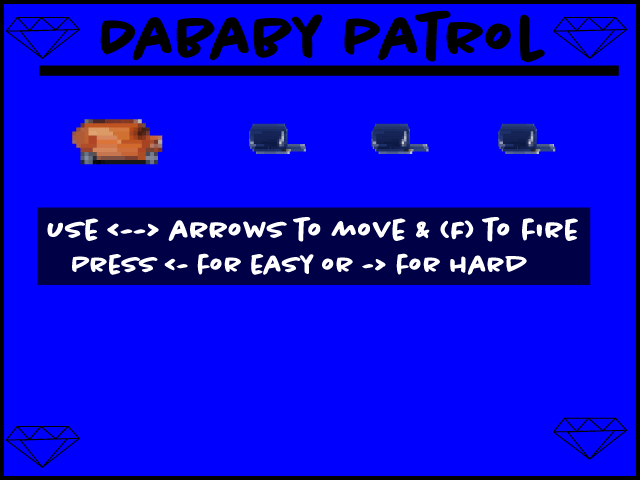 DABABY PATROL
USE <--> ARROWS TO MOVE & (F) TO FIRE
PRESS <- FOR EASY OR -> FOR HARD